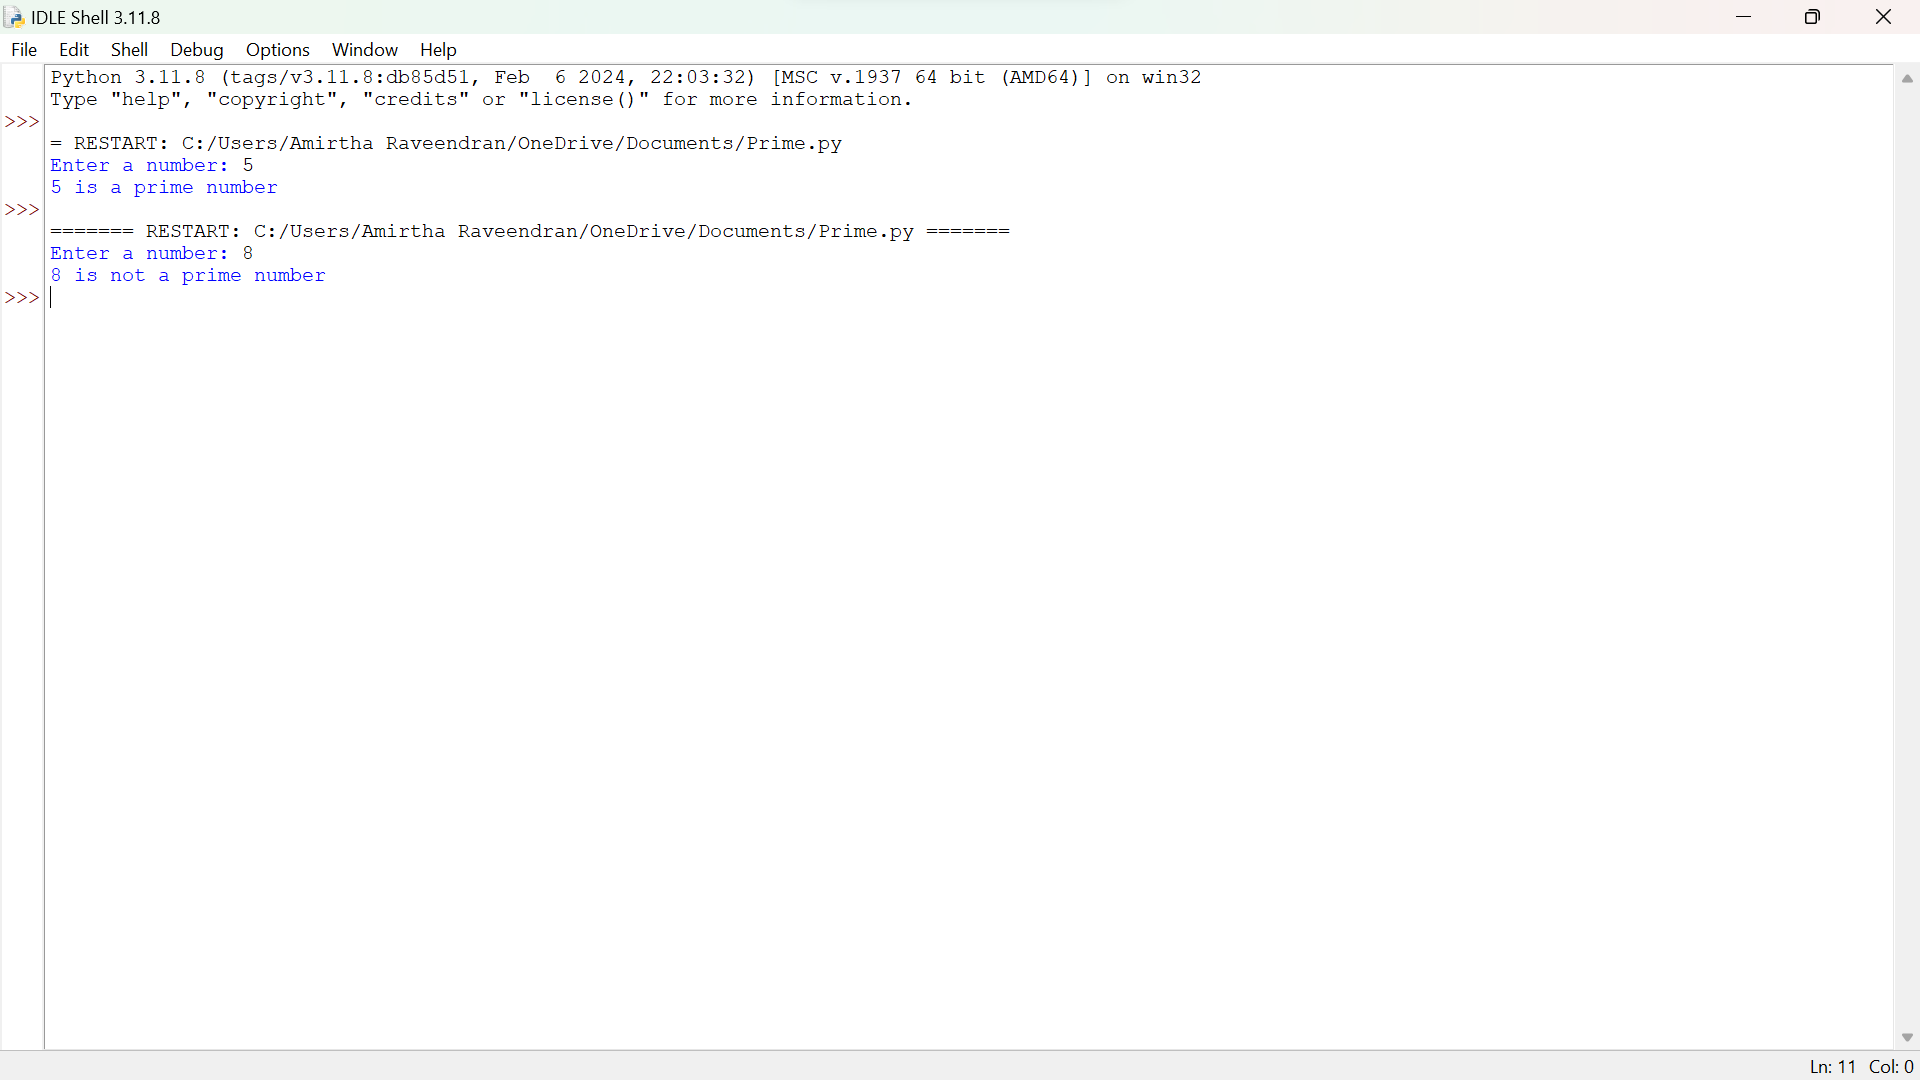 IDLE Shell 3.11.8
File Edit Shell Debug Options Window Help
Python 3.11.8 (tags/v3.11.8:db85d51, Feb  6 2024, 22:03:32) [MSC v.1937 64 bit (AMD64)] on win32
Type "help", "copyright", "credits" or "license()" for more information.
>>>
= RESTART: C:/Users/Amirtha Raveendran/OneDrive/Documents/Prime.py
Enter a number: 5
5 is a prime number
>>>
======= RESTART: C:/Users/Amirtha Raveendran/OneDrive/Documents/Prime.py =======
Enter a number: 8
8 is not a prime number
>>>
Ln: 11 Col: 0